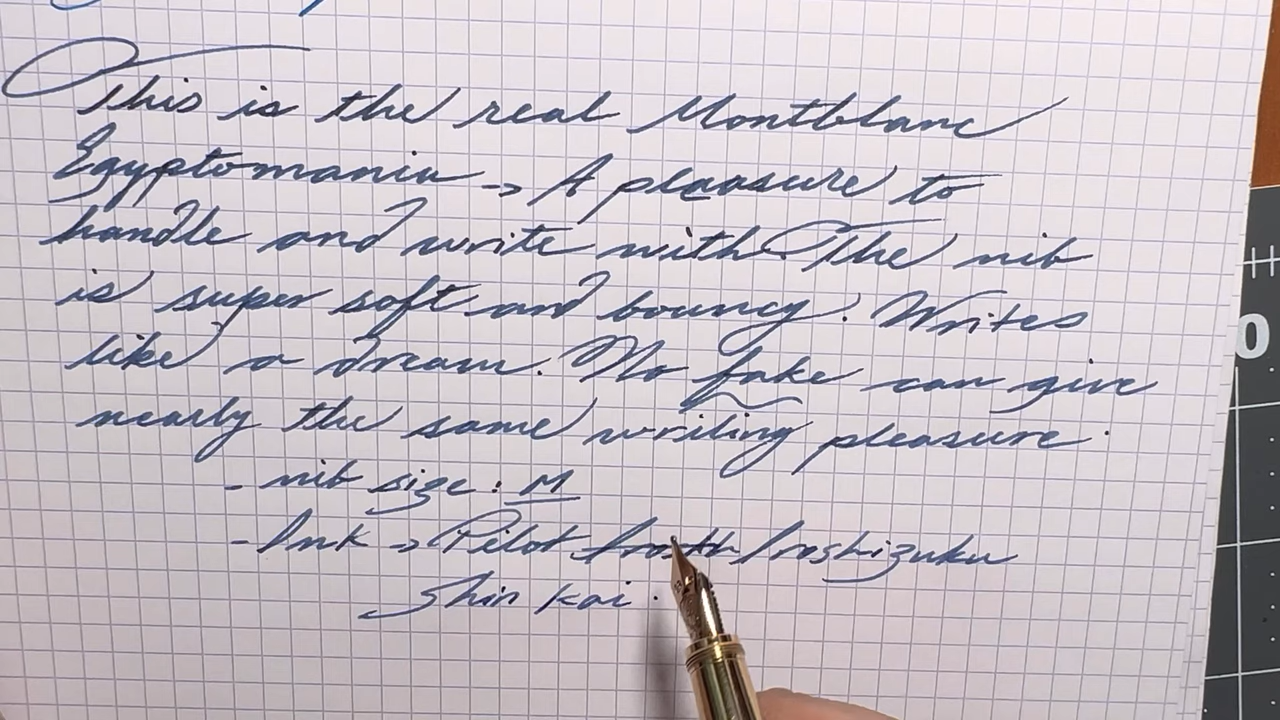 This is the real Montblanc
Egyptomania -> A pleasure to
handle and write with. The nib
is super soft and bouncy! Writes
like a dream. No fake can give
nearly the same writing pleasure.
- nib size: M
- Ink -> Pilot Iroshizuku
Shin Kai.
0